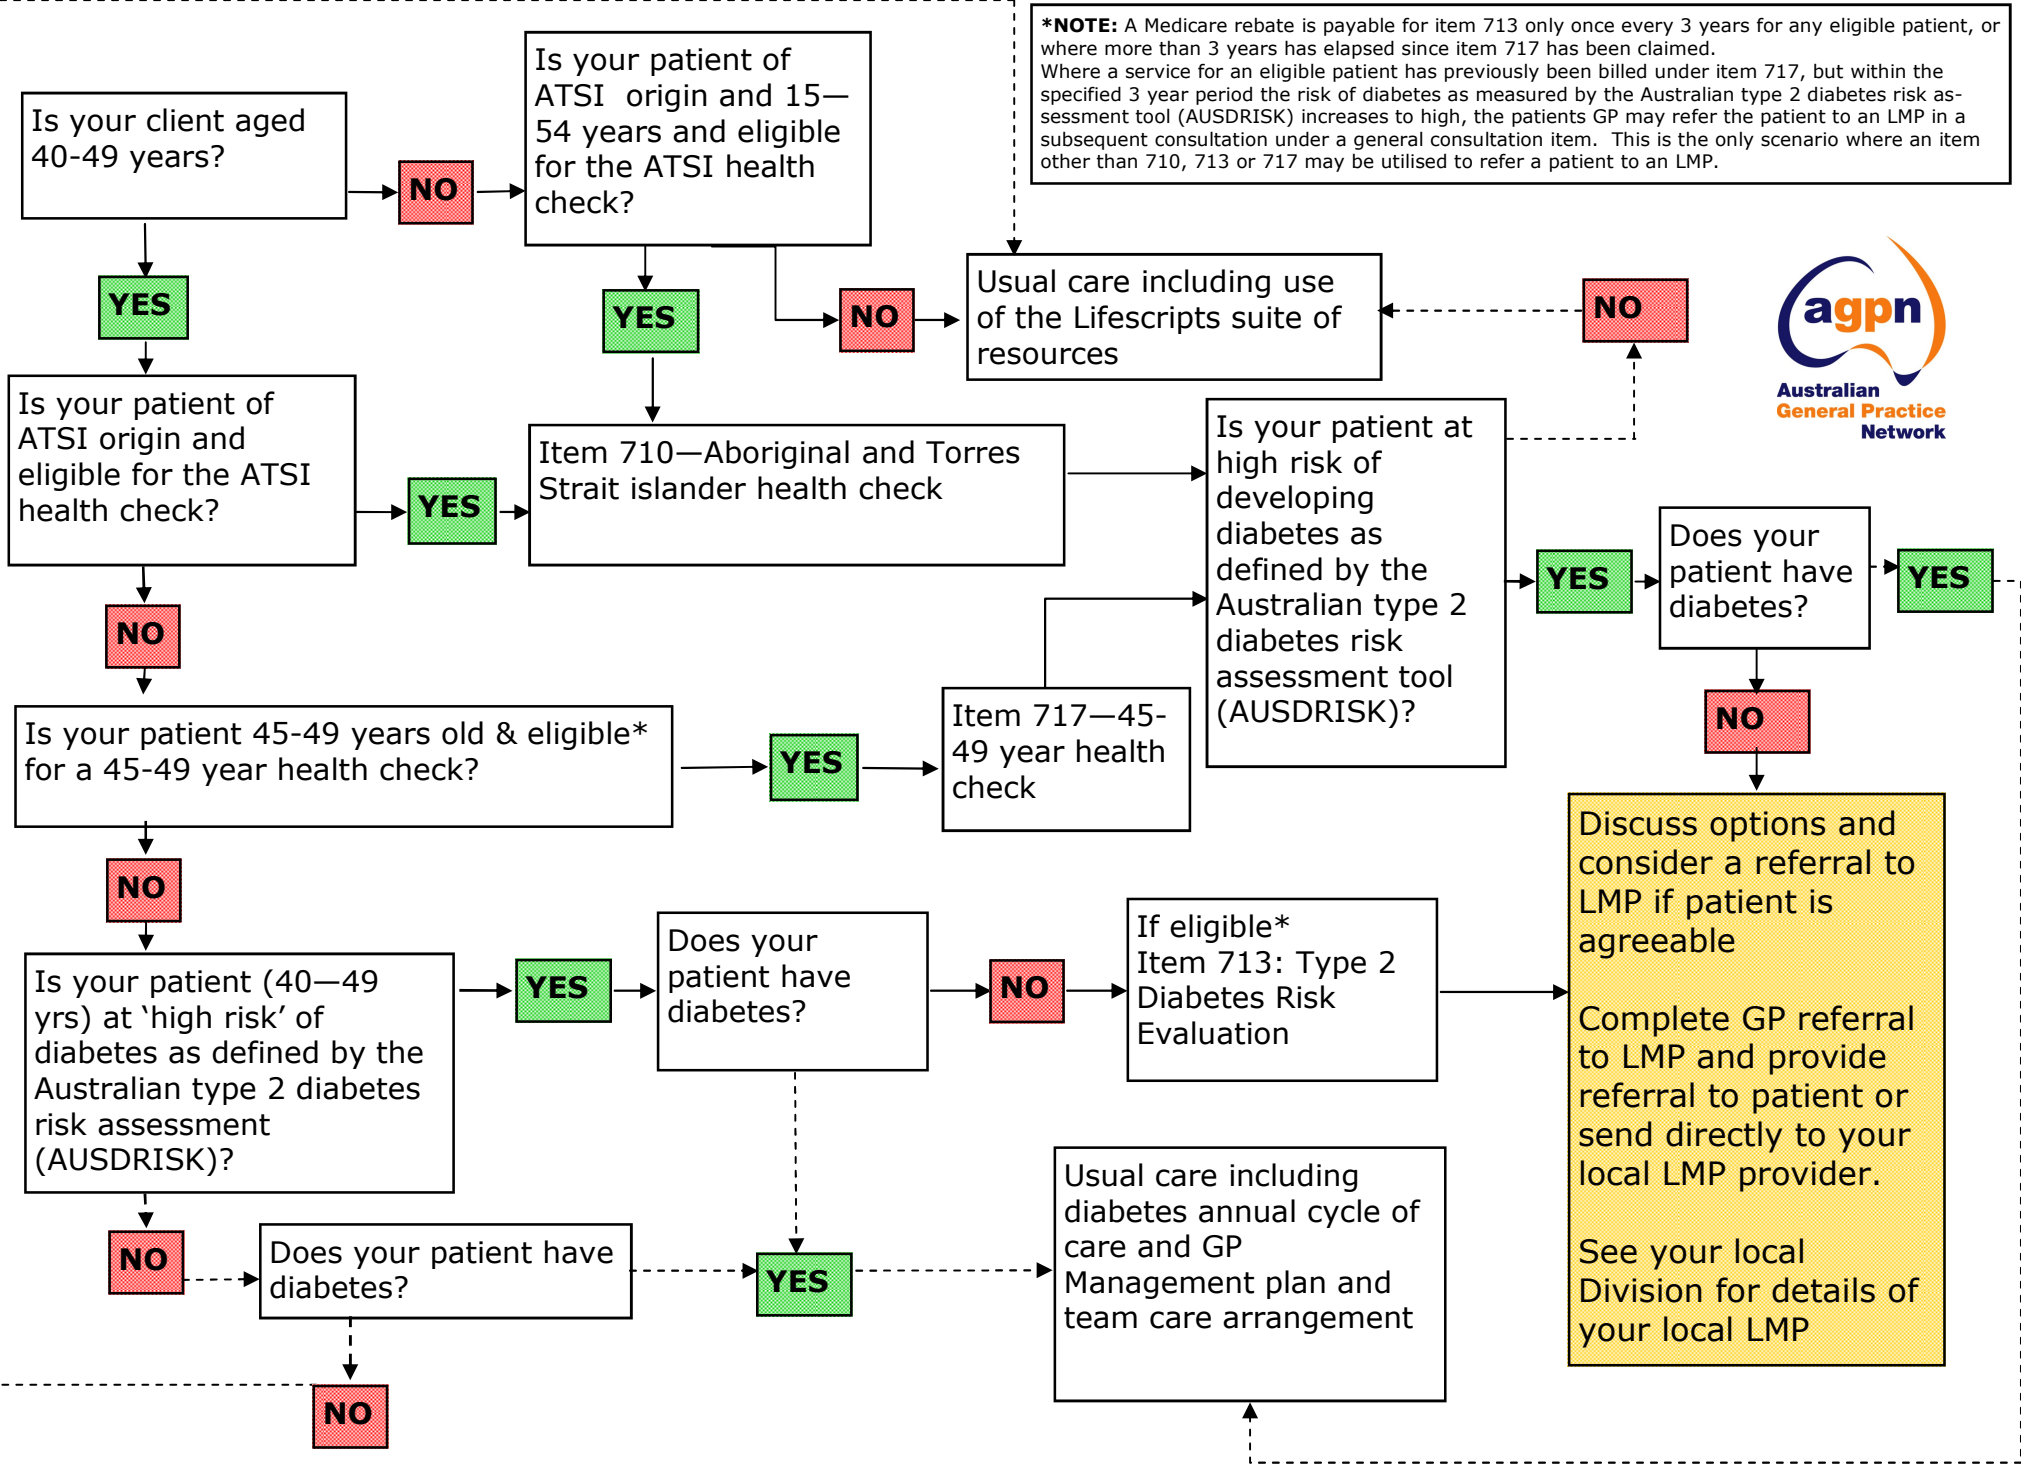 *NOTE: A Medicare rebate is payable for item 713 only once every 3 years for any eligible patient, or
where more than 3 years has elapsed since item 717 has been claimed.
Where a service for an eligible patient has previously been billed under item 717, but within the
specified 3 year period the risk of diabetes as measured by the Australian type 2 diabetes risk as-
sessment tool (AUSDRISK) increases to high, the patients GP may refer the patient to an LMP in a
subsequent consultation under a general consultation item. This is the only scenario where an item
other than 710, 713 or 717 may be utilised to refer a patient to an LMP.
Is your client aged
40-49 years?
NO
Is your patient of
ATSI origin and 15—
54 years and eligible
for the ATSI health
check?
YES
YES
NO
Usual care including use
of the Lifescripts suite of
resources
NO
agpn
Australian
General Practice
Network
Is your patient of
ATSI origin and
eligible for the ATSI
health check?
YES
Item 710—Aboriginal and Torres
Strait islander health check
Is your patient at
high risk of
developing
diabetes as
defined by the
Australian type 2
diabetes risk
assessment tool
(AUSDRISK)?
YES
Does your
patient have
diabetes?
YES
NO
NO
Is your patient 45-49 years old & eligible*
for a 45-49 year health check?
YES
Item 717—45-
49 year health
check
NO
Discuss options and
consider a referral to
LMP if patient is
agreeable
Complete GP referral
to LMP and provide
referral to patient or
send directly to your
local LMP provider.
See your local
Division for details of
your local LMP
Is your patient (40—49
yrs) at ‘high risk’ of
diabetes as defined by the
Australian type 2 diabetes
risk assessment
(AUSDRISK)?
YES
Does your
patient have
diabetes?
NO
If eligible*
Item 713: Type 2
Diabetes Risk
Evaluation
NO
Does your patient have
diabetes?
YES
Usual care including
diabetes annual cycle of
care and GP
Management plan and
team care arrangement
NO